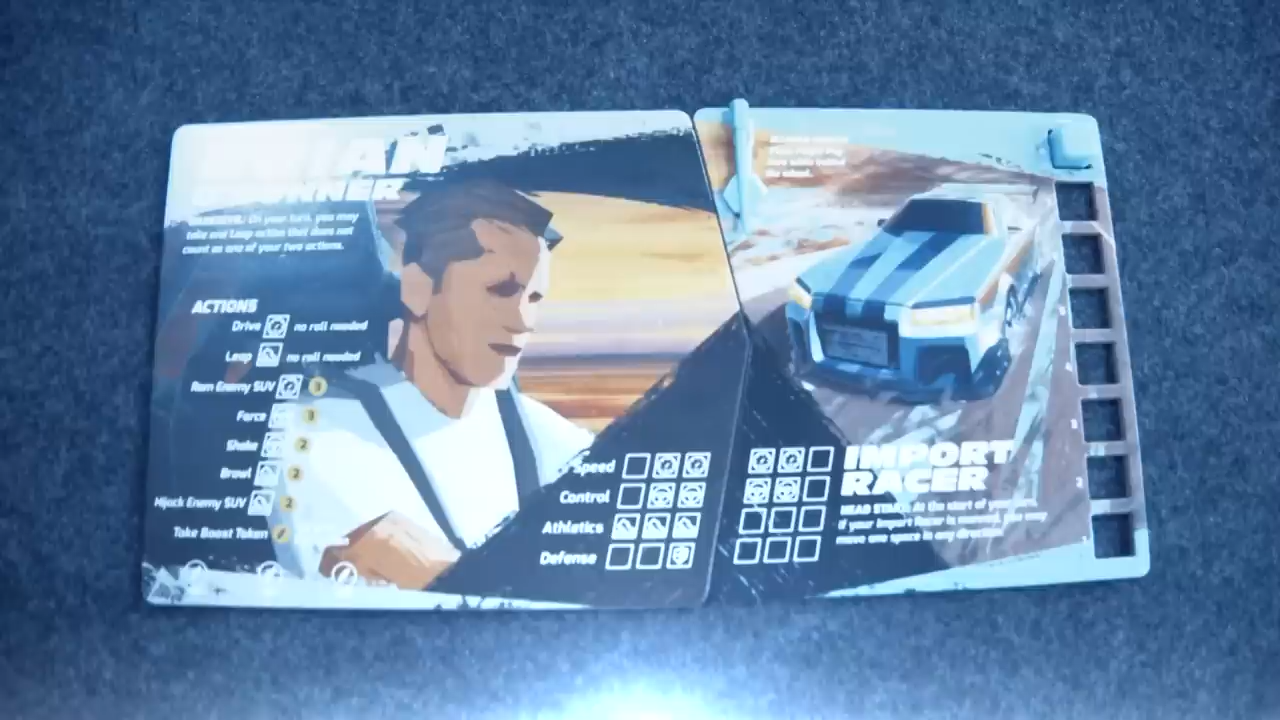 BRIAN
On your turn, you may
take one Leap action that does not
count as one of your two actions.
ACTIONS
Drive no roll needed
Leap no roll needed
Ram Enemy SUV 3
Force 3
Shake 2
Brawl 2
Hijack Enemy SUV 2
Take Boost Token
Speed
Control
Athletics
Defense
IMPORT
RACER
HEAD START: At the start of your
if your Import Racer is you may
move one space in any direction.